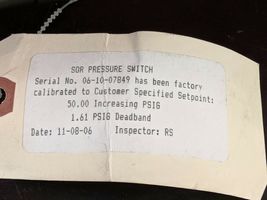 SOR PRESSURE SWITCH
Serial No. 06-10-07849 has been factory
calibrated to Customer Specified Setpoint:
50.00 Increasing PSIG
1.61 PSIG Deadband
Date: 11-08-06 Inspector: RS